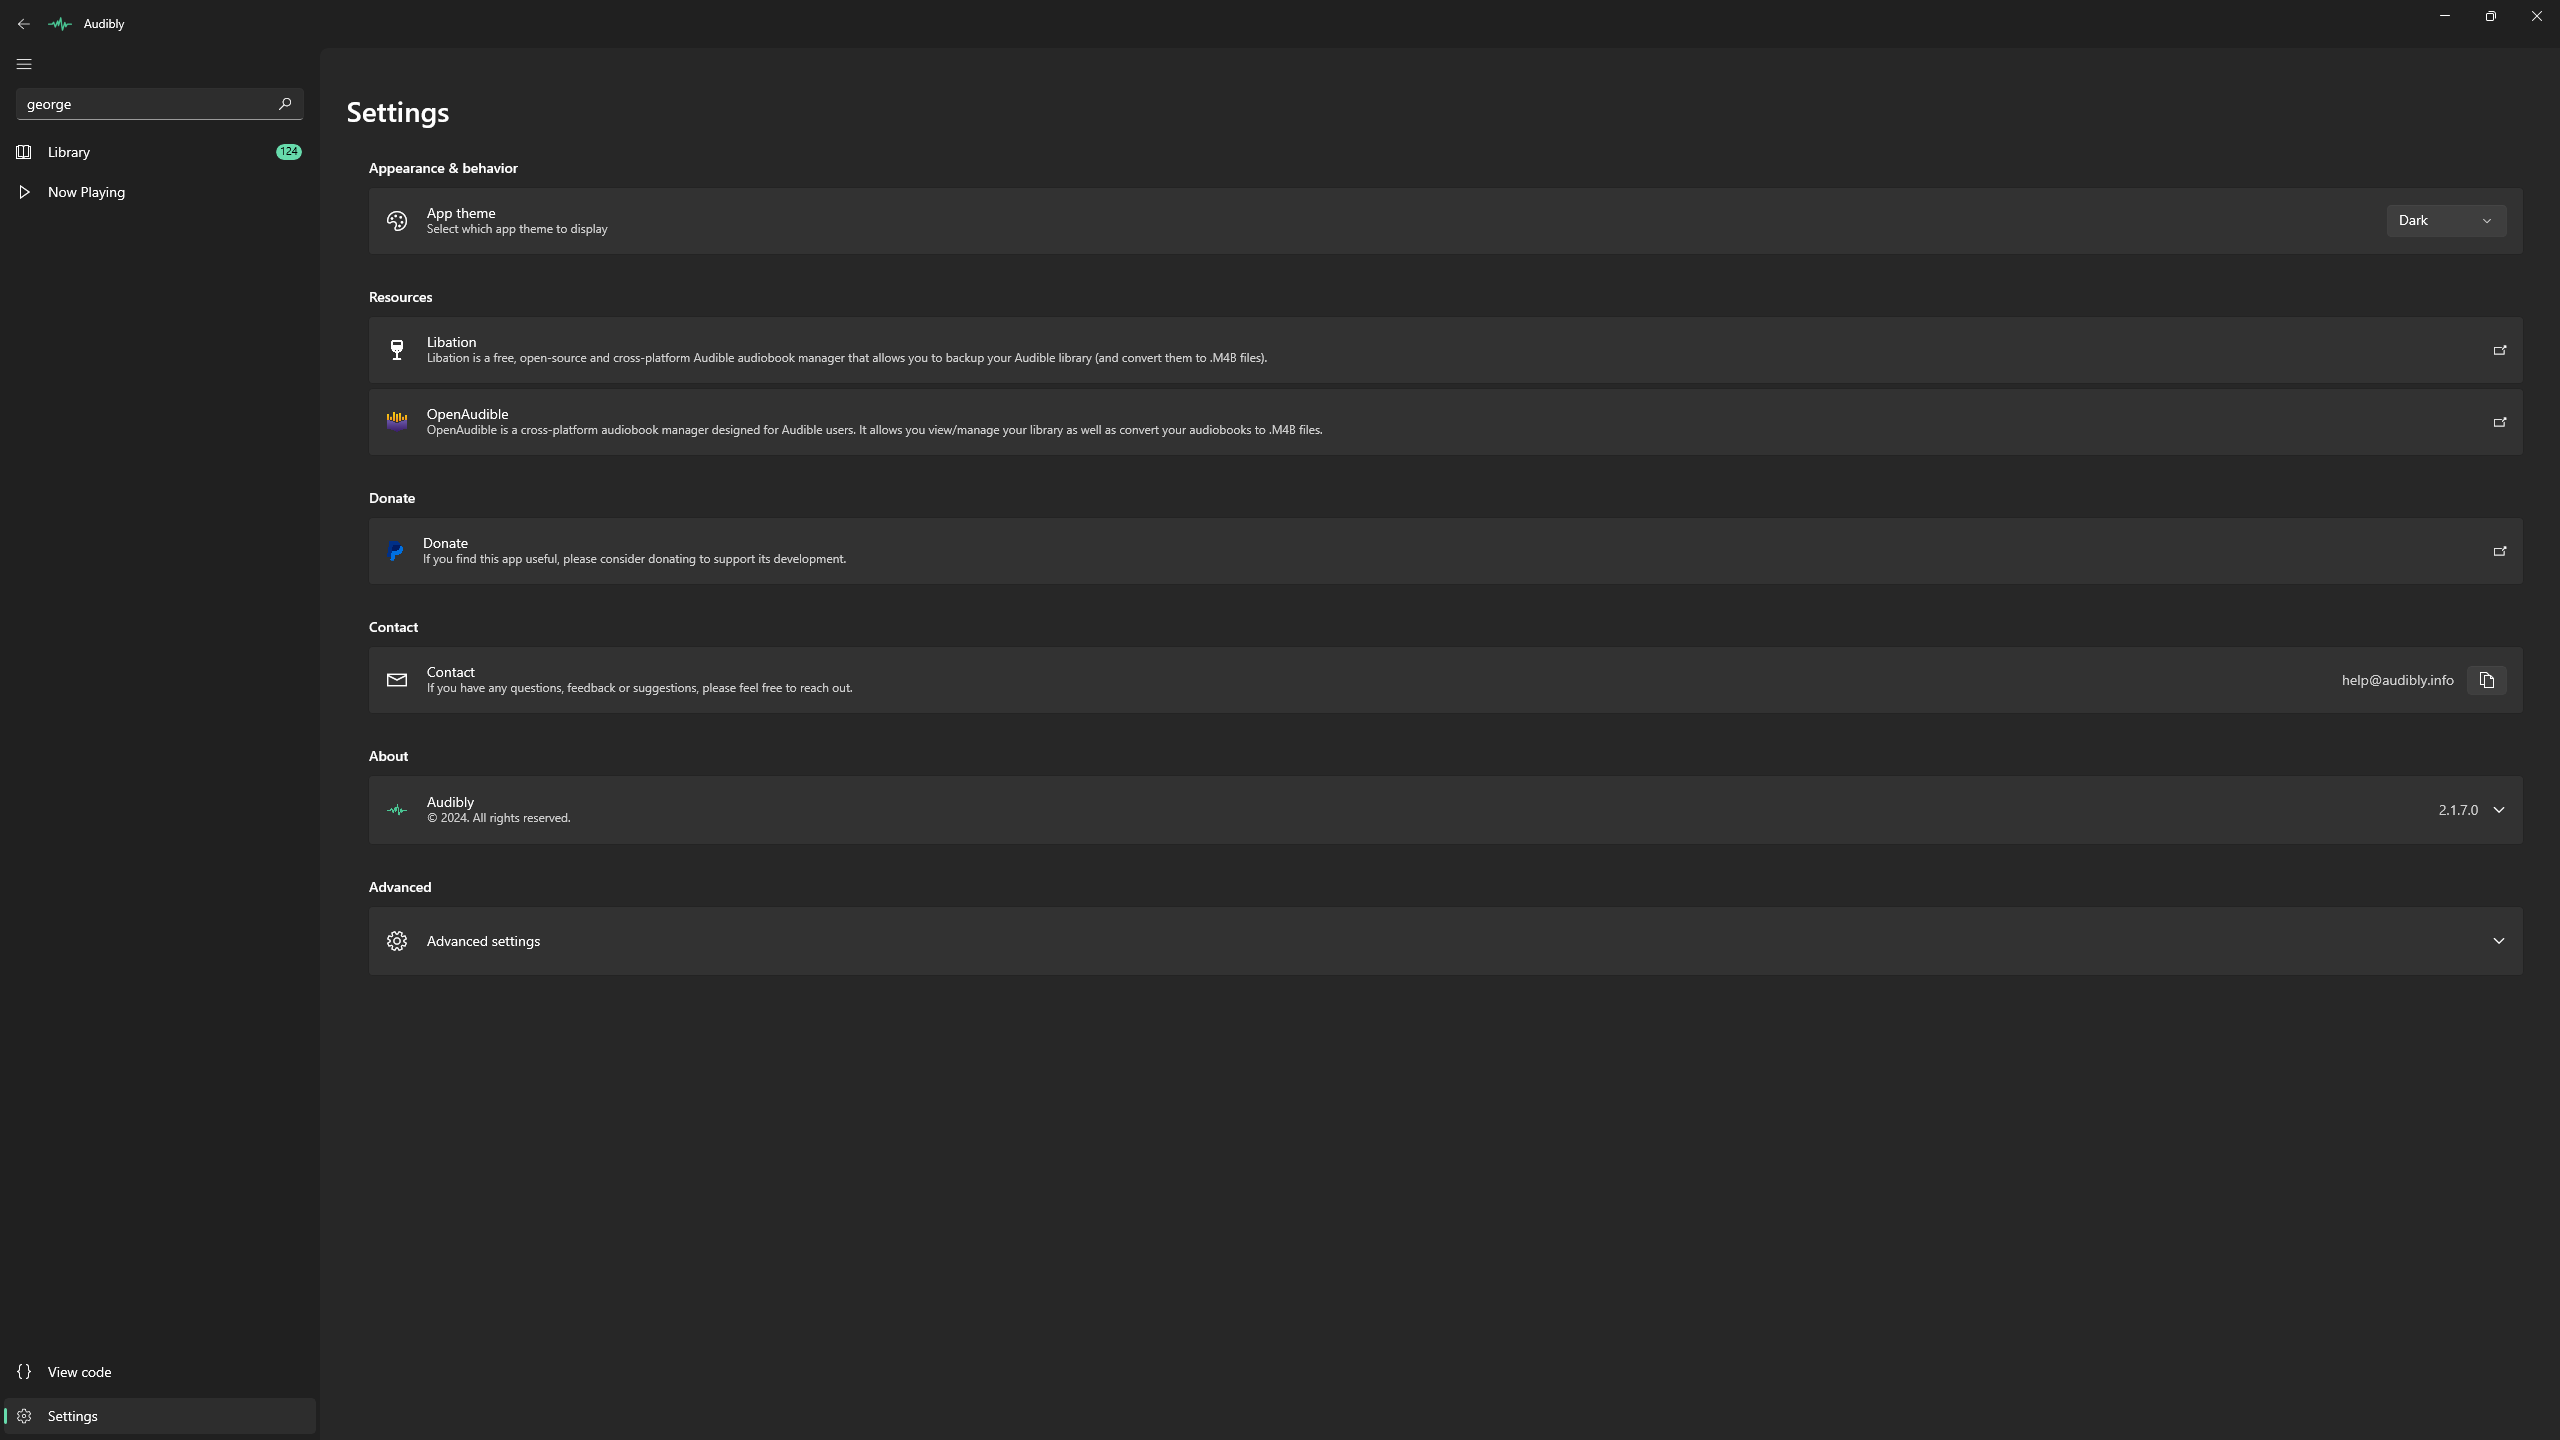 Audibly
george
Library
124
Now Playing
Settings
Appearance & behavior
App theme
Select which app theme to display
Dark
Resources
Libation
Libation is a free, open-source and cross-platform Audible audiobook manager that allows you to backup your Audible library (and convert them to .M4B files).
OpenAudible
OpenAudible is a cross-platform audiobook manager designed for Audible users. It allows you view/manage your library as well as convert your audiobooks to .M4B files.
Donate
Donate
If you find this app useful, please consider donating to support its development.
Contact
Contact
If you have any questions, feedback or suggestions, please feel free to reach out.
help@audibly.info
About
Audibly
© 2024. All rights reserved.
2.1.7.0
Advanced
Advanced settings
View code
Settings